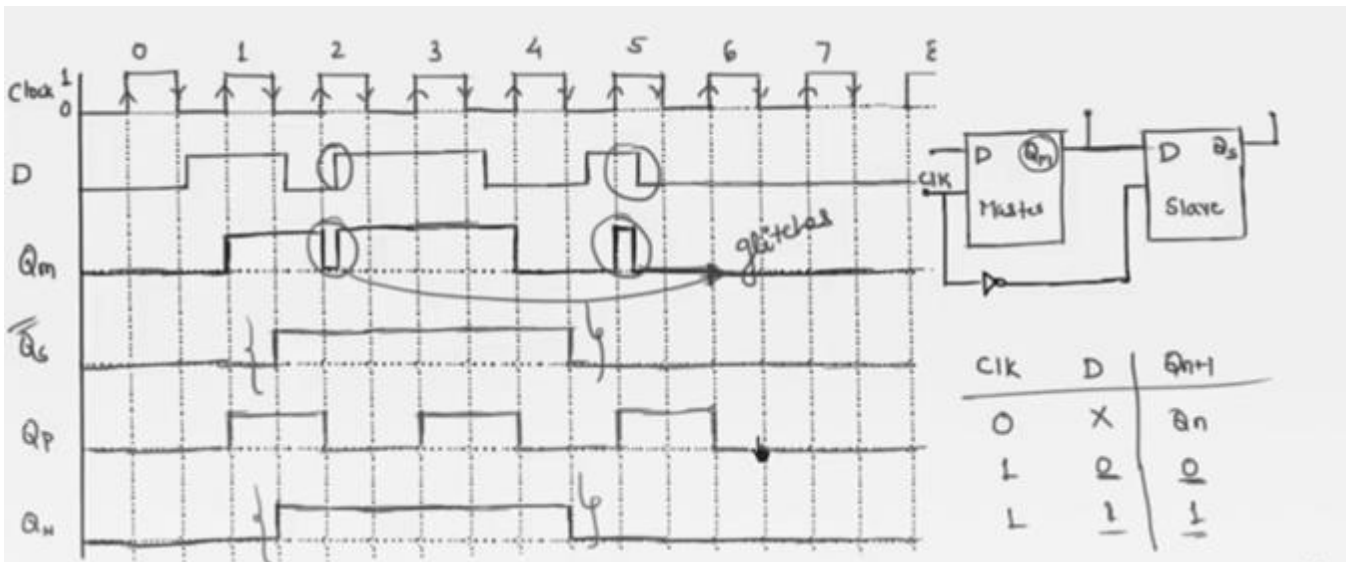 0 1 2 3 4 5 6 7 8
Clock 1
0
D
Qm
glitches
Q̅s
QP
QN
D Qm
Master
Clk
D Qs
Slave
Clk D Qn+1
0 X Qn
1 0 0
1 1 1